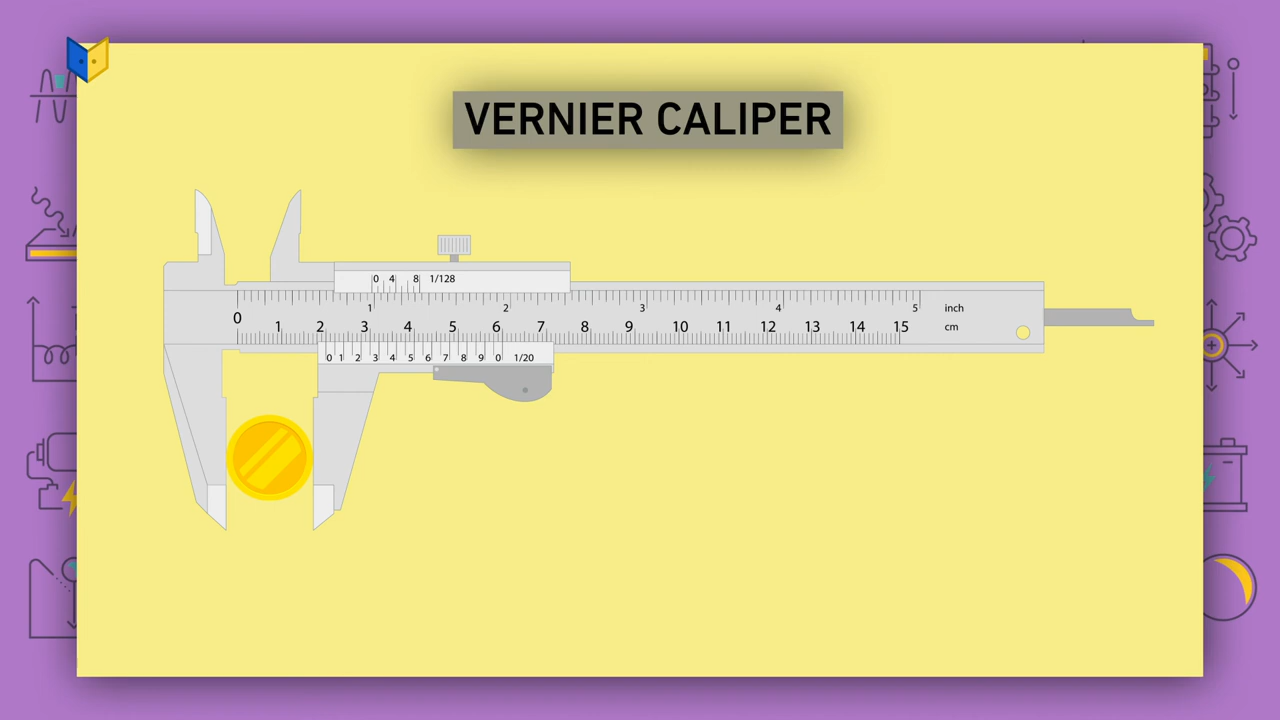 VERNIER CALIPER
0 4 8 1/128
1 2 3 4 5 inch
0 1 2 3 4 5 6 7 8 9 10 11 12 13 14 15 cm
0 1 2 3 4 5 6 7 8 9 0 1/20